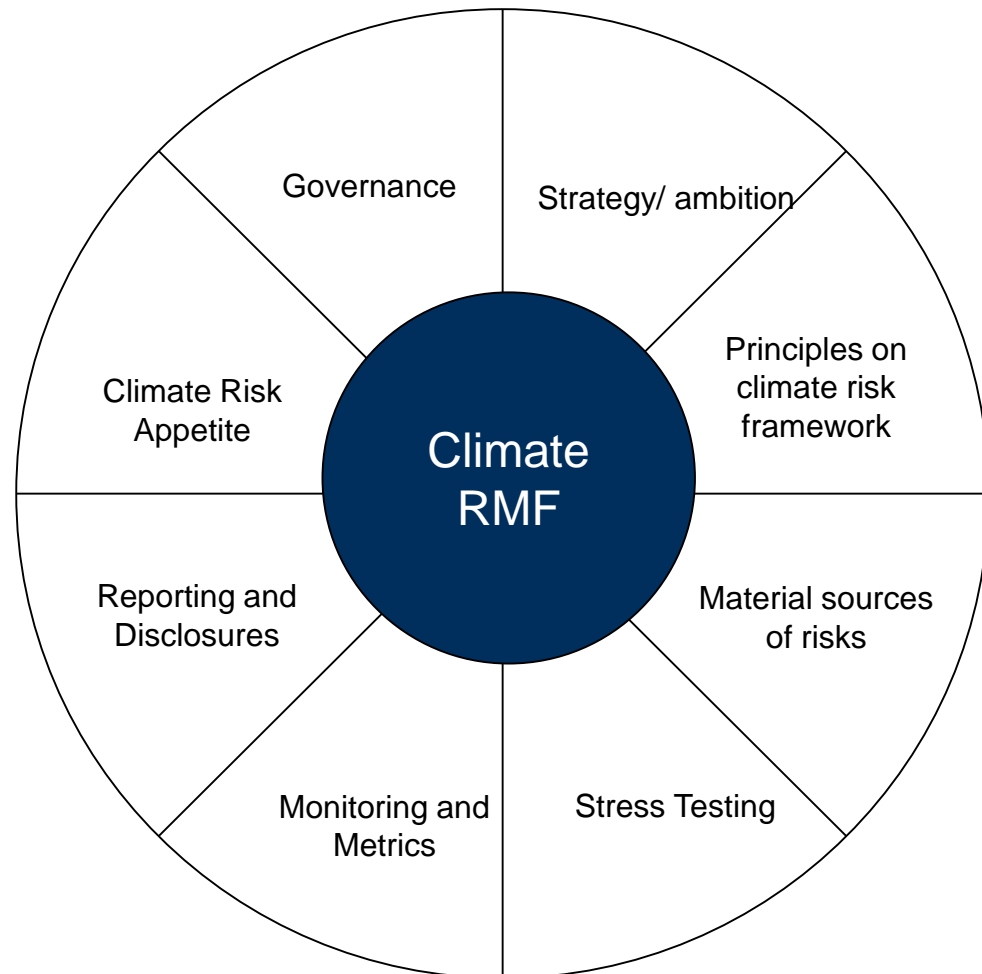 Governance
Strategy/ ambition
Principles on
climate risk
framework
Climate Risk
Appetite
Climate
RMF
Reporting and
Disclosures
Material sources
of risks
Monitoring and
Metrics
Stress Testing